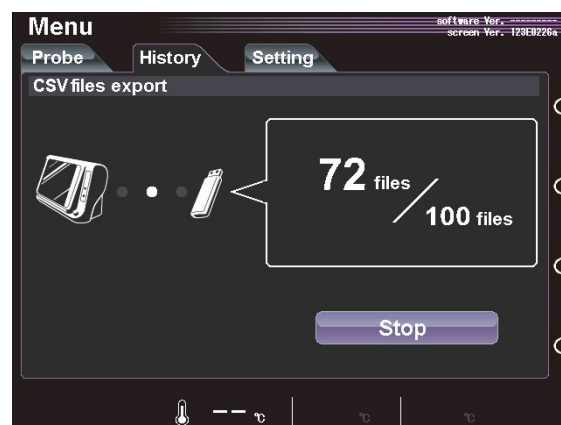 Menu
software Ver. ---------
screen Ver. 123E0226a
Probe History Setting
CSV files export
72 files / 100 files
Stop
-- ℃ ℃ ℃